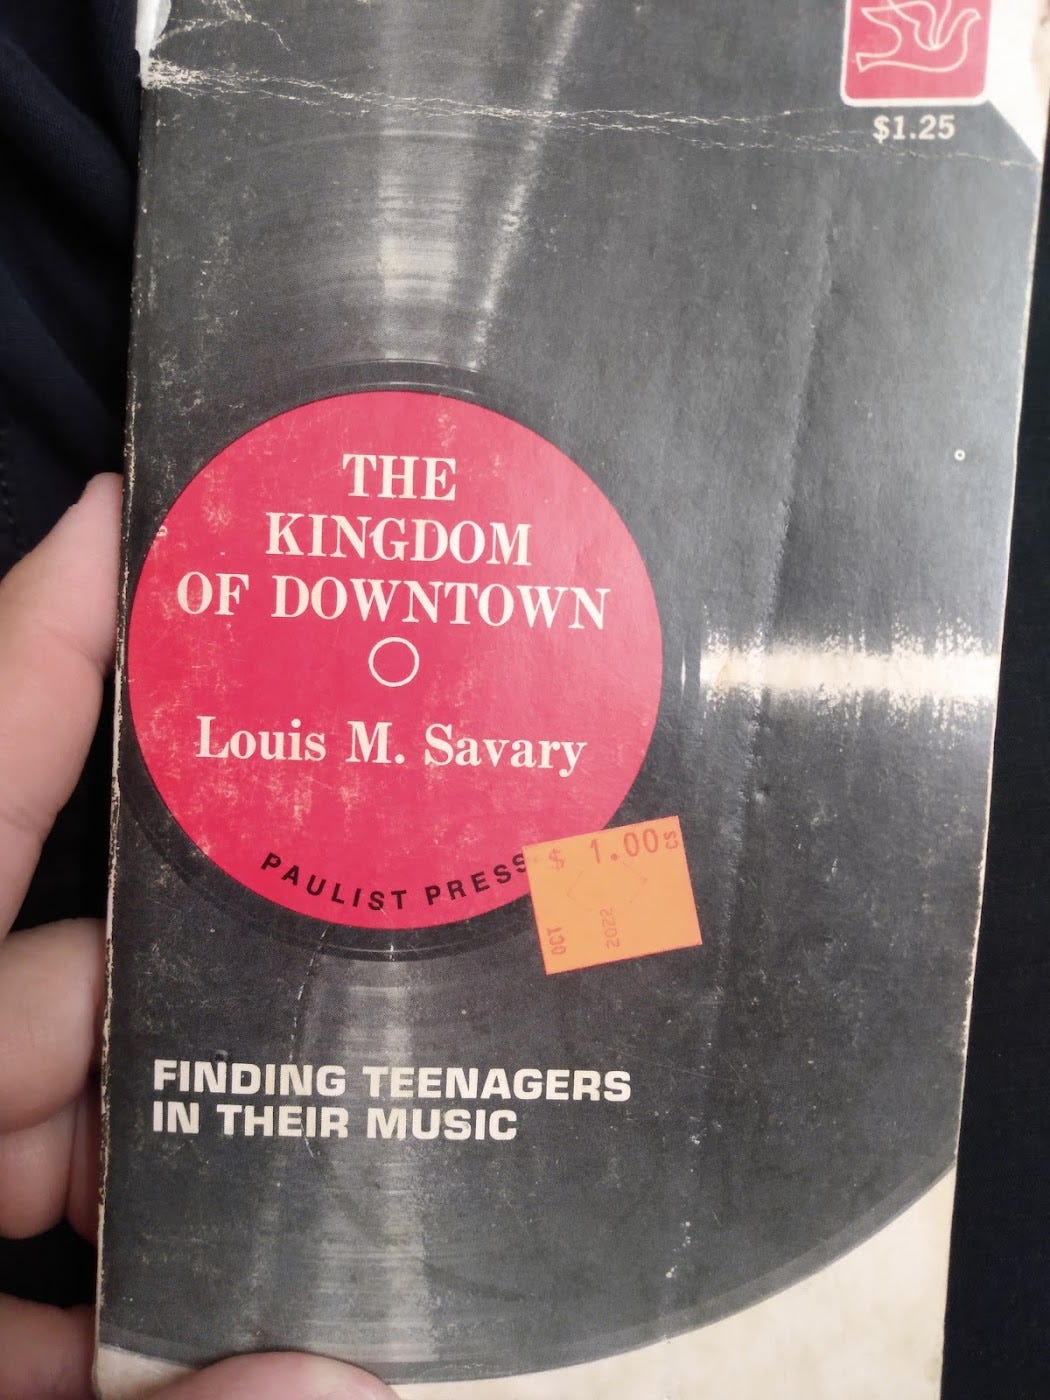 $1.25
THE
KINGDOM
OF DOWNTOWN
Louis M. Savary
PAULIST PRESS
$ 1.00
OCT
2022
FINDING TEENAGERS
IN THEIR MUSIC